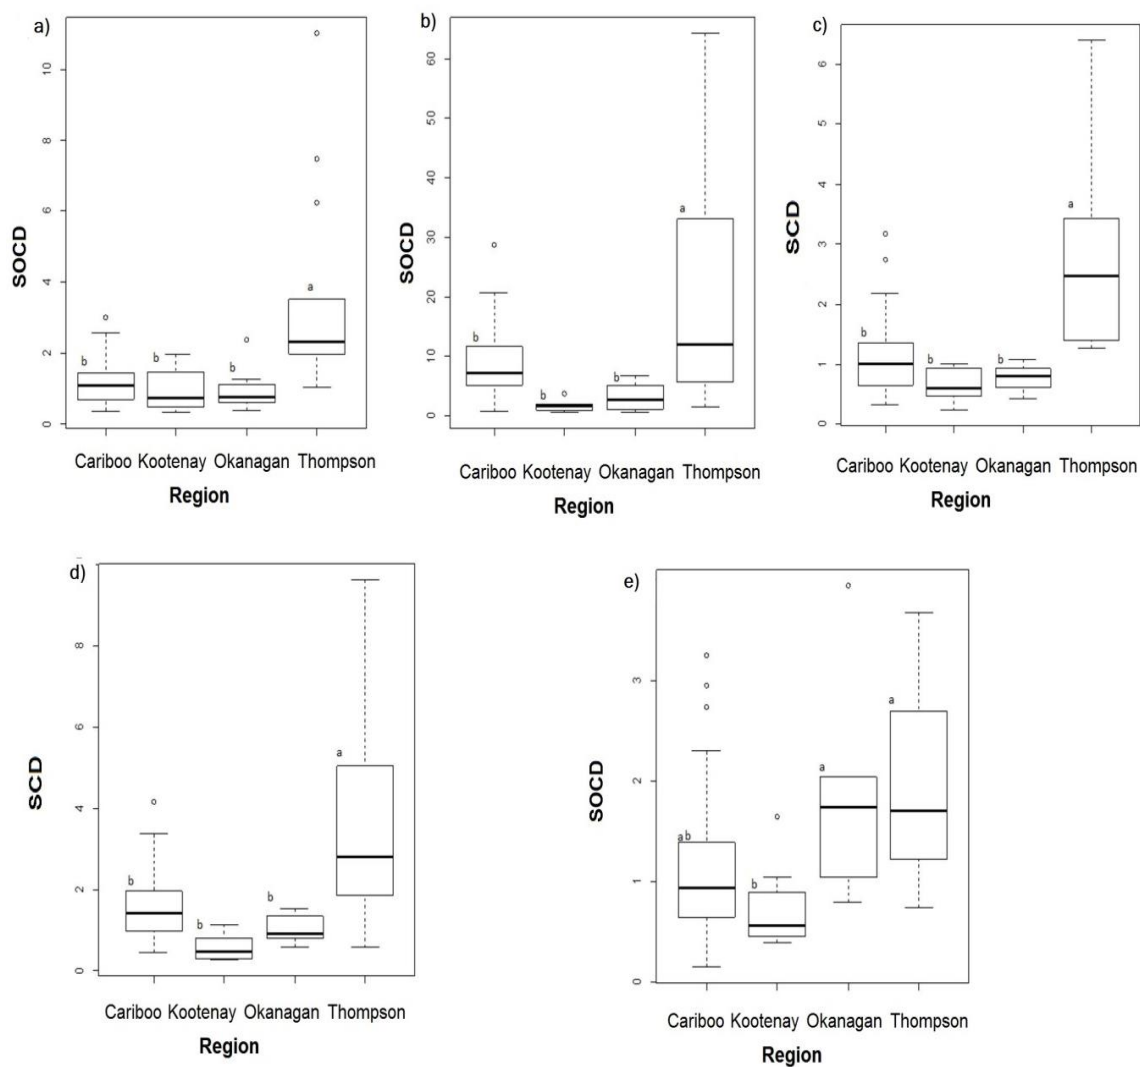 a)
10
8
6
4
2
0
SOCD
a
b
b
b
Cariboo Kootenay Okanagan Thompson
Region
b)
60
50
40
30
20
10
0
SOCD
a
b
b
b
Cariboo Kootenay Okanagan Thompson
Region
c)
6
5
4
3
2
1
0
SCD
a
b
b
b
Cariboo Kootenay Okanagan Thompson
Region
d)
8
6
4
2
0
SCD
a
b
b
b
Cariboo Kootenay Okanagan Thompson
Region
e)
3
2
1
0
SOCD
a
a
ab
b
Cariboo Kootenay Okanagan Thompson
Region